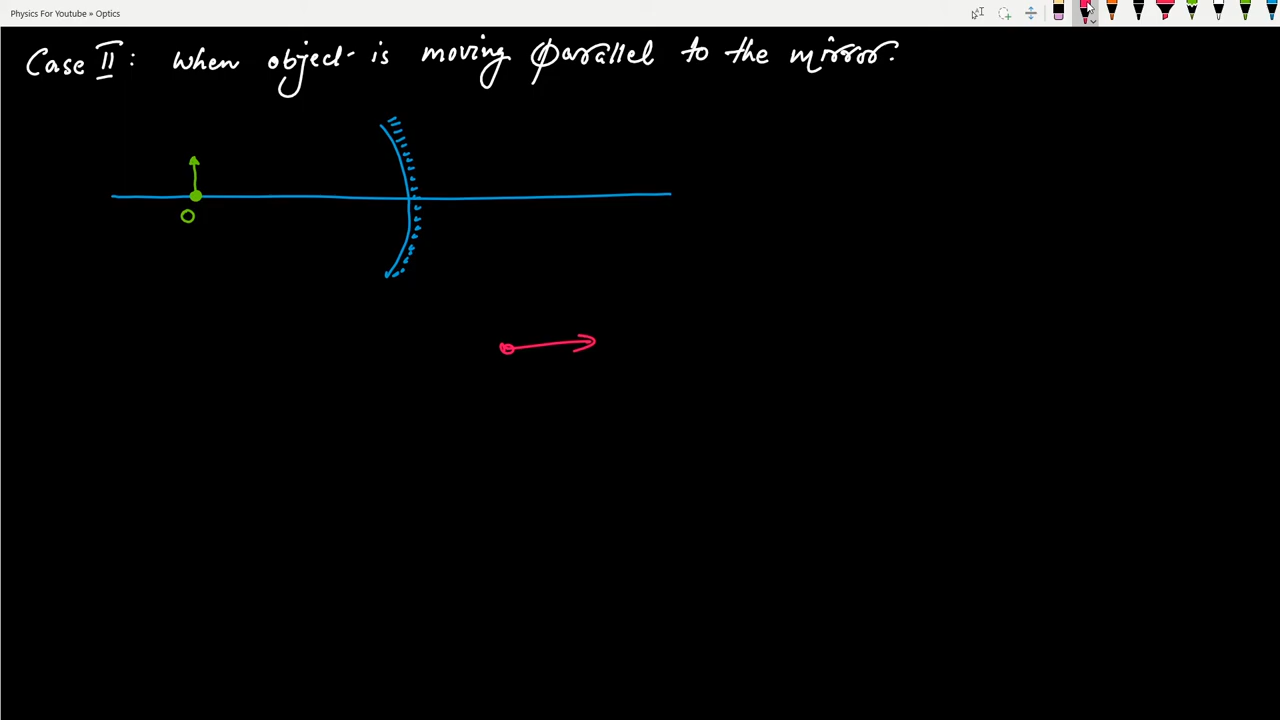 Physics For Youtube » Optics
Case II: when object is moving parallel to the mirror.
O